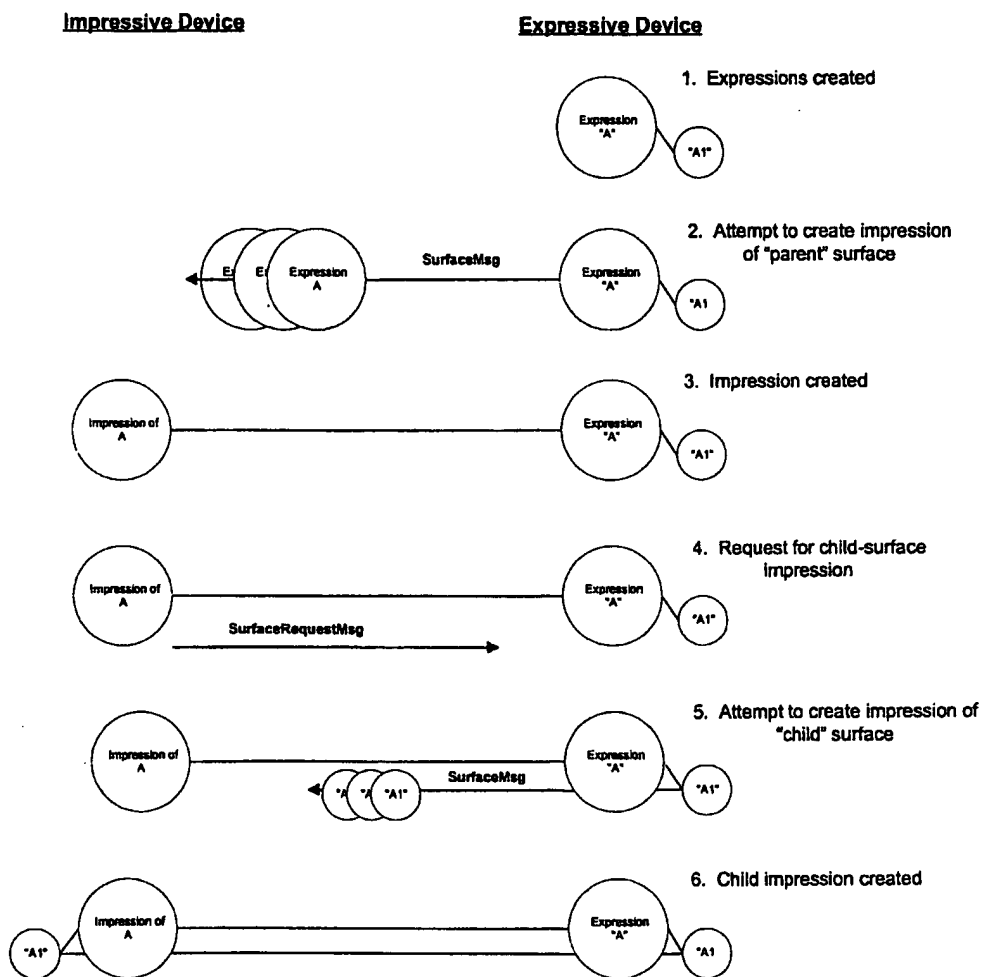 Impressive Device
Expressive Device
1. Expressions created
Expression
"A"
"A1"
2. Attempt to create impression
of "parent" surface
Ex
E
Expression
A
SurfaceMsg
Expression
"A"
"A1
3. Impression created
Impression of
A
Expression
"A"
"A1"
4. Request for child-surface
impression
Impression of
A
Expression
"A"
"A1"
SurfaceRequestMsg
5. Attempt to create impression of
"child" surface
Impression of
A
Expression
"A"
"A
"A
"A1"
SurfaceMsg
"A1"
6. Child impression created
Impression of
A
Expression
"A"
"A1"
"A1